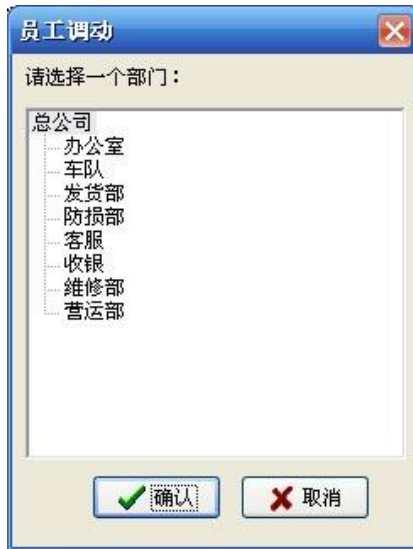 员工调动
请选择一个部门：
总公司
办公室
车队
发货部
防损部
客服
收银
维修部
营运部
确认
取消